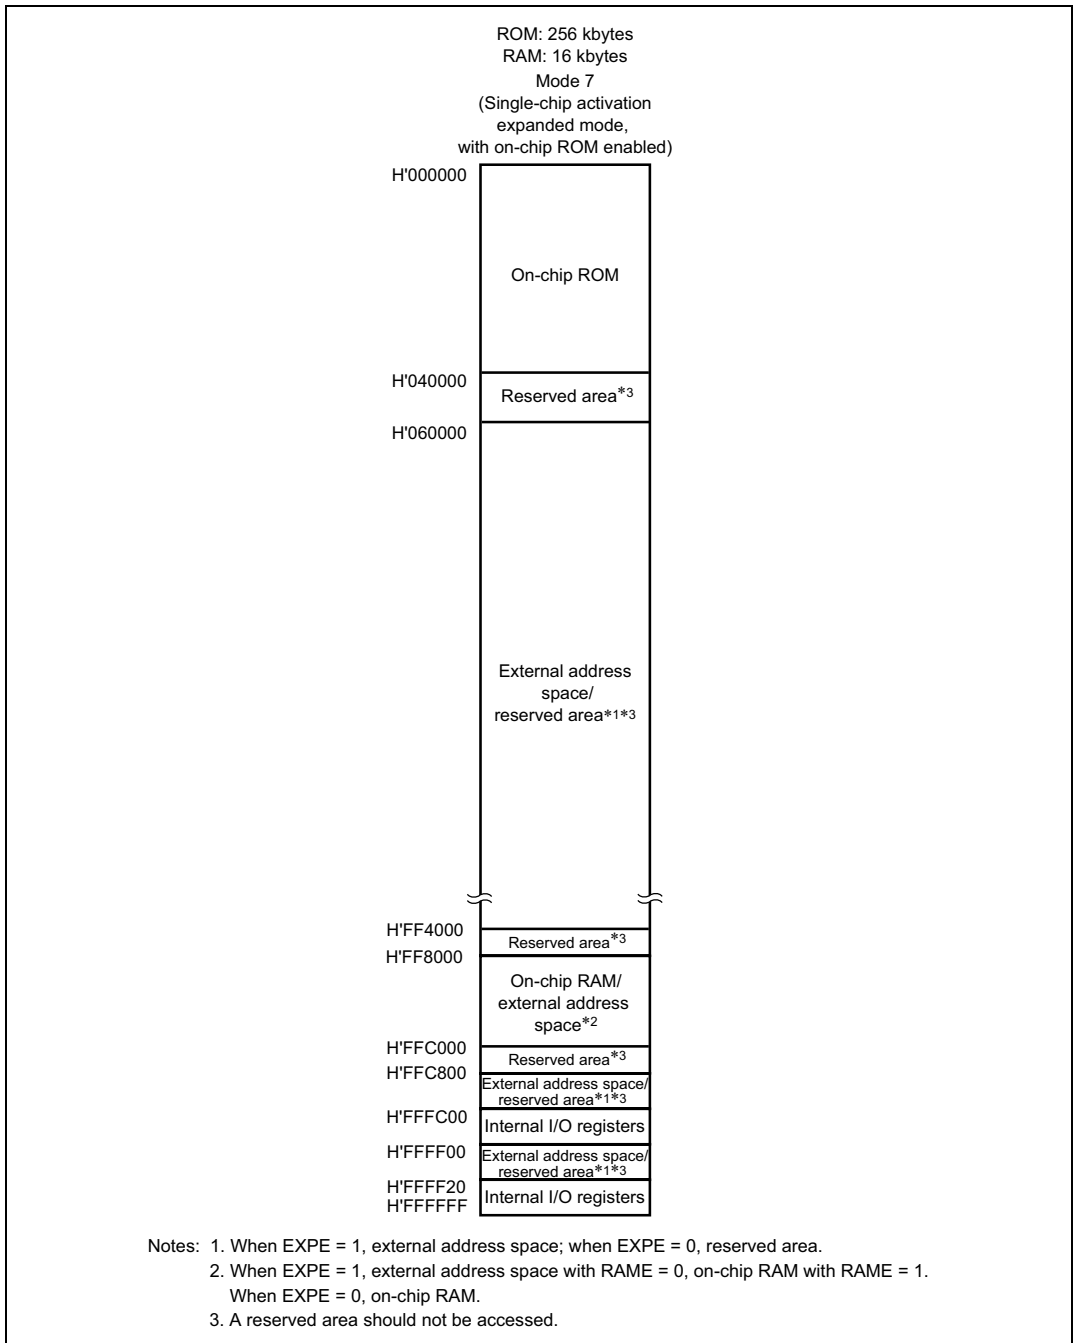 ROM: 256 kbytes
RAM: 16 kbytes
Mode 7
(Single-chip activation
expanded mode,
with on-chip ROM enabled)
H'000000
On-chip ROM
H'040000
Reserved area*3
H'060000
External address
space/
reserved area*1*3
H'FF4000
Reserved area*3
H'FF8000
On-chip RAM/
external address
space*2
H'FFC000
Reserved area*3
H'FFC800
External address space/
reserved area*1*3
H'FFFC00
Internal I/O registers
H'FFFF00
External address space/
reserved area*1*3
H'FFFF20
Internal I/O registers
H'FFFFFF
Notes: 1. When EXPE = 1, external address space; when EXPE = 0, reserved area.
2. When EXPE = 1, external address space with RAME = 0, on-chip RAM with RAME = 1.
When EXPE = 0, on-chip RAM.
3. A reserved area should not be accessed.